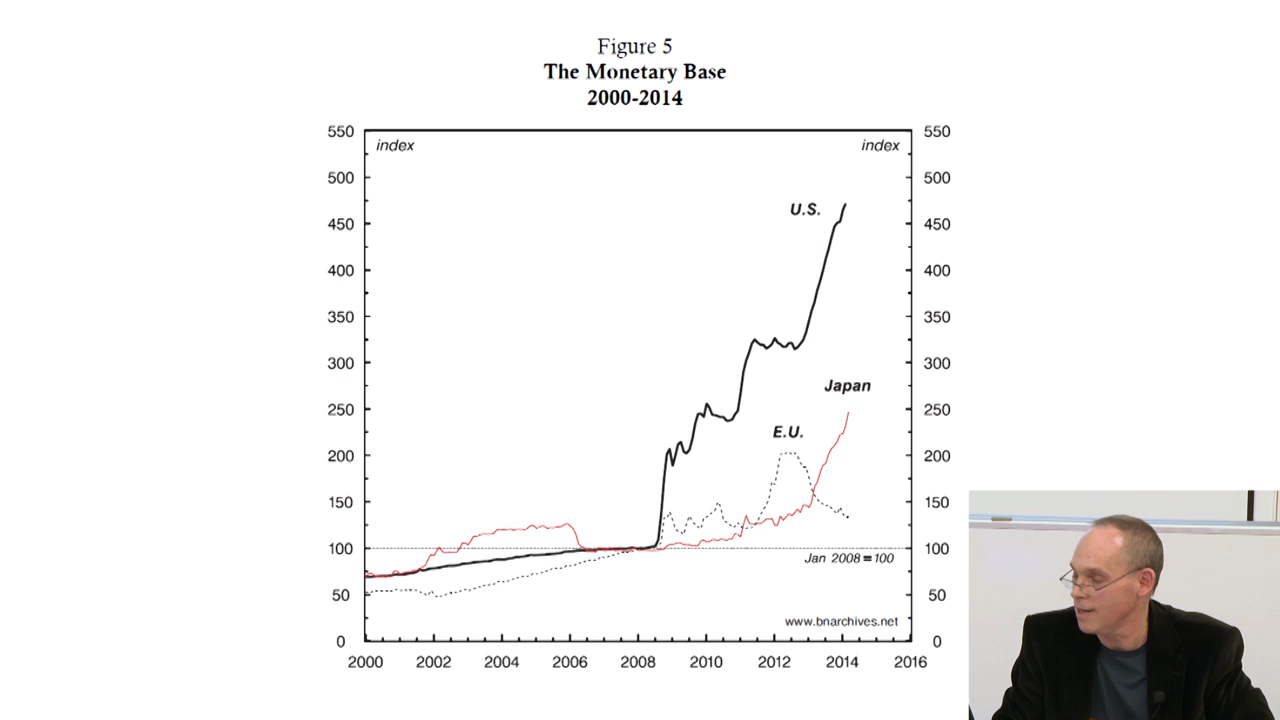 Figure 5
The Monetary Base
2000-2014
550 550
index index
500 500
U.S.
450 450
400 400
Japan
350 350
300 300
250 250
E.U.
200 200
150 150
100 100
Jan 2008=100
50 50
www.bnarchives.net
0 0
2000 2002 2004 2006 2008 2010 2012 2014 2016